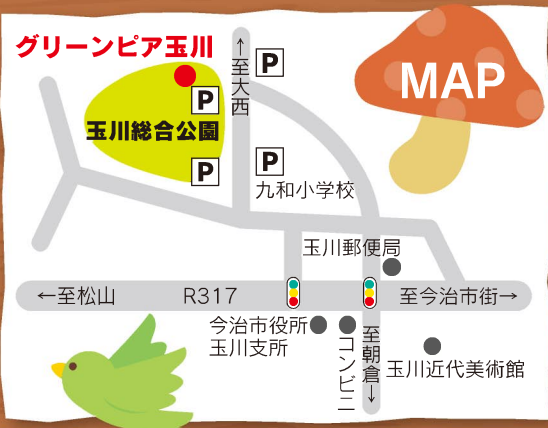 グリーンピア玉川
←至大西
P
MAP
P
玉川総合公園
P
P
九和小学校
玉川郵便局
←至松山
R317
至今治市街→
今治市役所
玉川支所
コンビニ
至朝倉→
玉川近代美術館